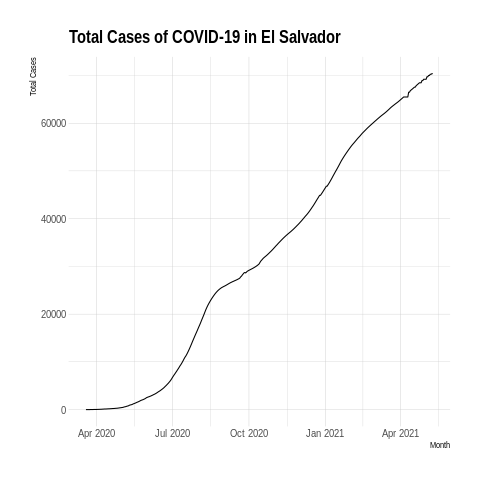 Total Cases of COVID-19 in El Salvador
Total Cases
60000
40000
20000
0
Apr 2020 Jul 2020 Oct 2020 Jan 2021 Apr 2021
Month